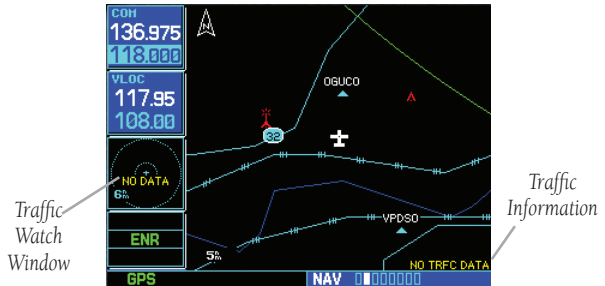 COM
136.975
118.000
VLOC
117.95
108.00
NO DATA
6nm
ENR
GPS
OGUCO
32
VPDSO
5nm
NO TRFC DATA
NAV
Traffic
Watch
Window
Traffic
Information